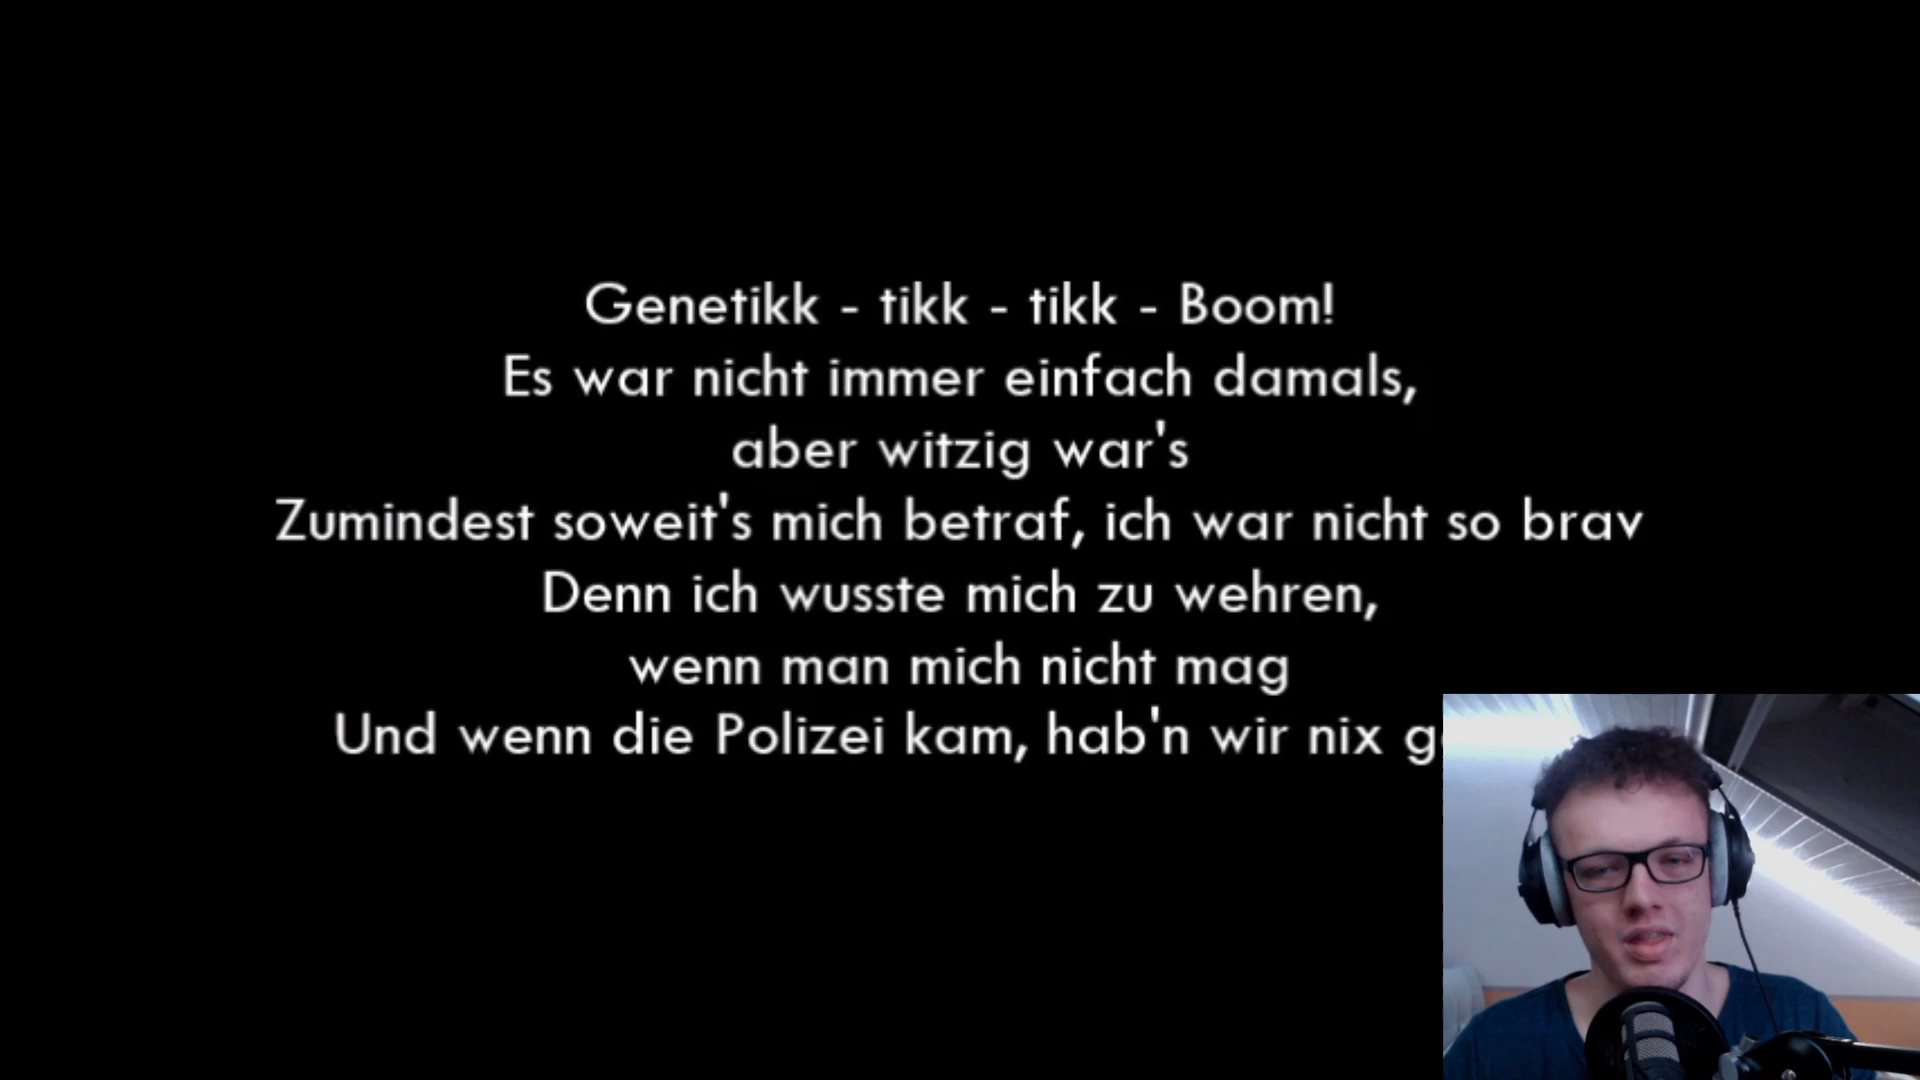 Genetikk - tikk - tikk - Boom!
Es war nicht immer einfach damals,
aber witzig war's
Zumindest soweit's mich betraf, ich war nicht so brav
Denn ich wusste mich zu wehren,
wenn man mich nicht mag
Und wenn die Polizei kam, hab'n wir nix